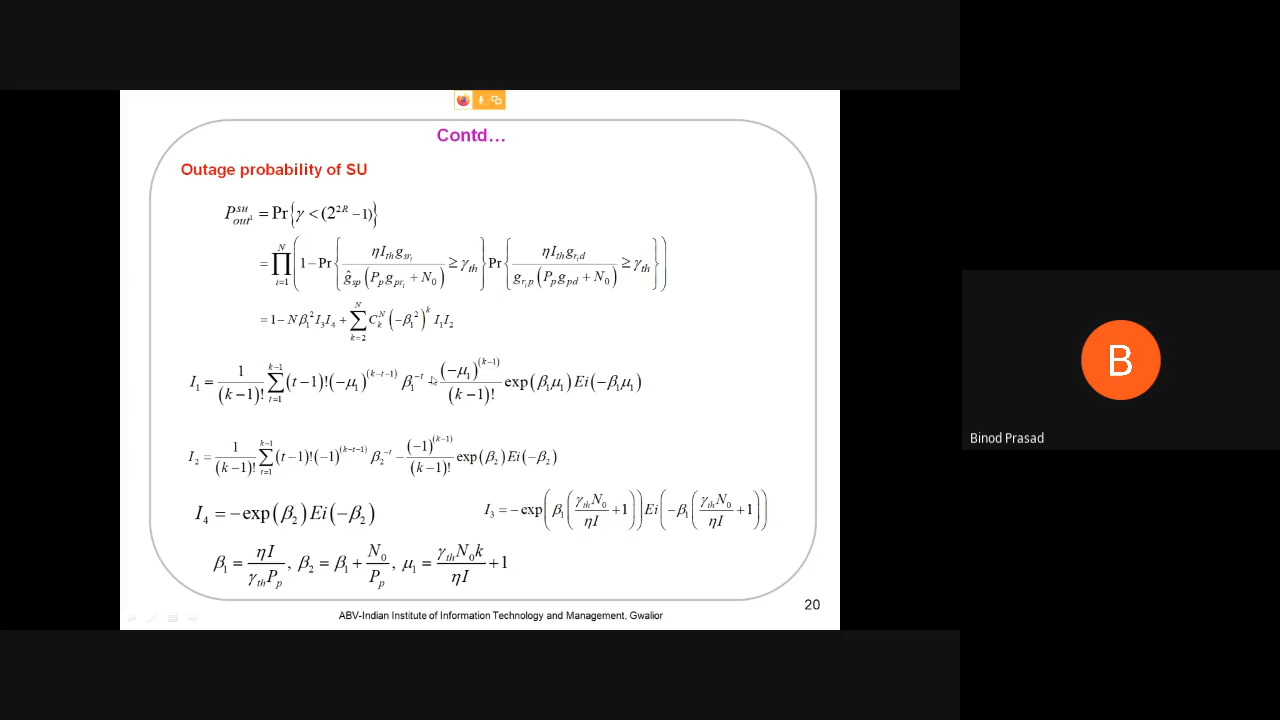 Contd…
Outage probability of SU
P_{out^1}^{su} = Pr{γ < (2^{2R} − 1)}
= ∏_{i=1}^{N} (1 − Pr{ηI_{th}g_{sr_i} / (ĝ_{sp}(P_p g_{pr_i} + N_0)) ≥ γ_{th}} Pr{ηI_{th}g_{r_i d} / (g_{r_i p}(P_p g_{pd} + N_0)) ≥ γ_{th}})
= 1 − Nβ_1^2 I_3 I_4 + ∑_{k=2}^{N} C_k^N (−β_1^2)^k I_1 I_2
I_1 = 1/(k−1)! ∑_{t=1}^{k−1} (t−1)! (−μ_1)^{(k−t−1)} β_1^{−t} − (−μ_1)^{(k−1)}/(k−1)! exp(β_1μ_1) Ei(−β_1μ_1)
I_2 = 1/(k−1)! ∑_{t=1}^{k−1} (t−1)! (−1)^{(k−t−1)} β_2^{−t} − (−1)^{(k−1)}/(k−1)! exp(β_2) Ei(−β_2)
I_4 = −exp(β_2) Ei(−β_2)
I_3 = −exp(β_1(γ_{th}N_0/ηI + 1)) Ei(−β_1(γ_{th}N_0/ηI + 1))
β_1 = ηI/γ_{th}P_p, β_2 = β_1 + N_0/P_p, μ_1 = γ_{th}N_0k/ηI + 1
20
ABV-Indian Institute of Information Technology and Management, Gwalior
B
Binod Prasad